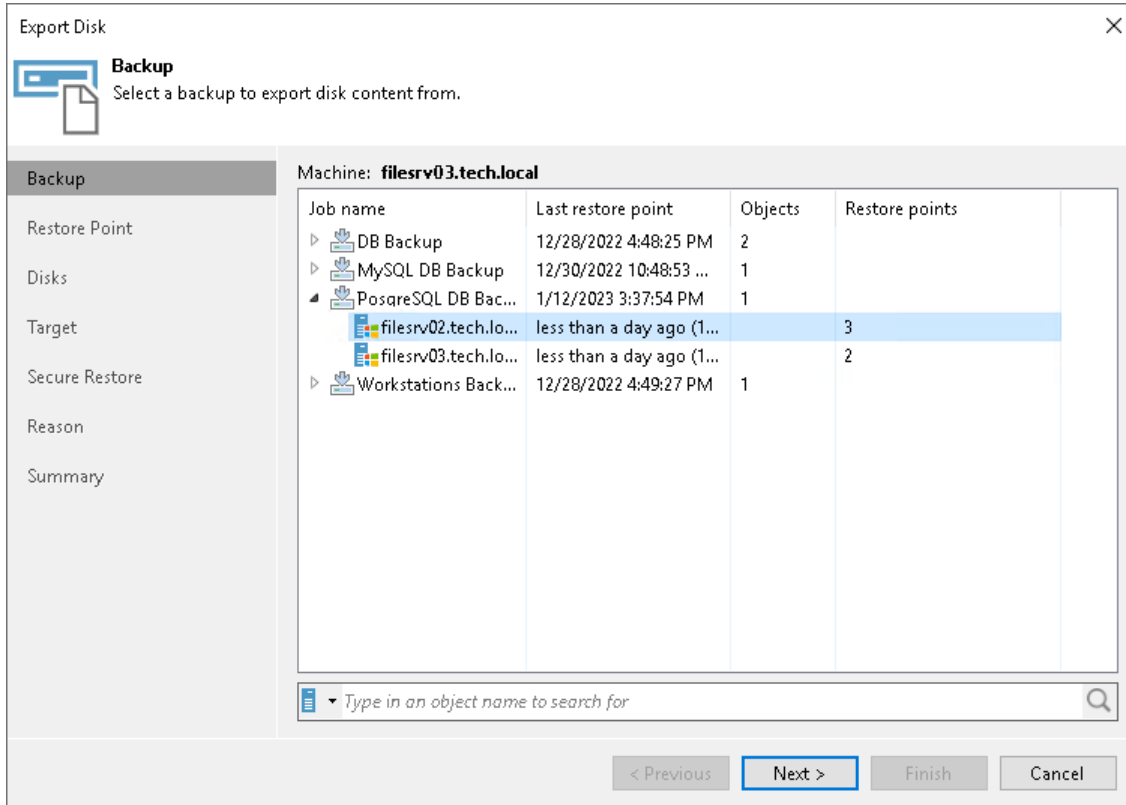 Export Disk
Backup
Select a backup to export disk content from.
Backup
Restore Point
Disks
Target
Secure Restore
Reason
Summary
Machine: filesrv03.tech.local
Job name Last restore point Objects Restore points
DB Backup 12/28/2022 4:48:25 PM 2
MySQL DB Backup 12/30/2022 10:48:53 ... 1
PosgreSQL DB Bac... 1/12/2023 3:37:54 PM 1
filesrv02.tech.lo... less than a day ago (1... 3
filesrv03.tech.lo... less than a day ago (1... 2
Workstations Back... 12/28/2022 4:49:27 PM 1
Type in an object name to search for
< Previous Next > Finish Cancel